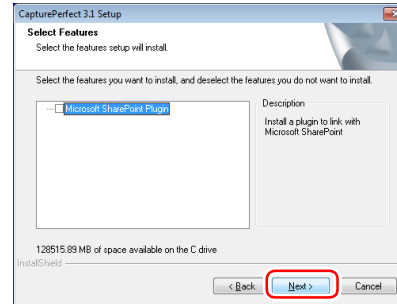 CapturePerfect 3.1 Setup
Select Features
Select the features setup will install.
Select the features you want to install, and deselect the features you do not want to install.
Microsoft SharePoint Plugin
Description
Install a plugin to link with
Microsoft SharePoint
128515.89 MB of space available on the C drive
InstallShield
< Back
Next >
Cancel